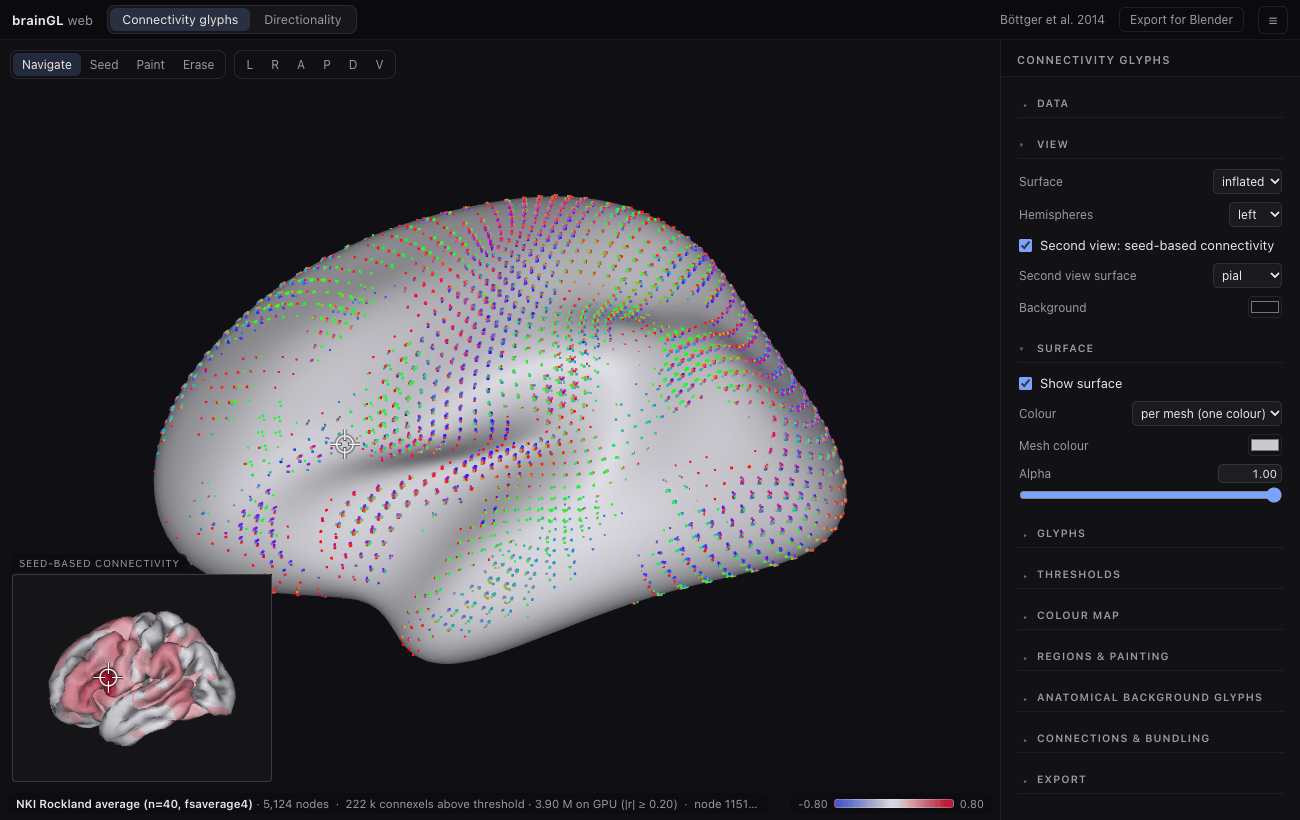 brainGL web Connectivity glyphs Directionality Böttger et al. 2014 Export for Blender ≡
Navigate Seed Paint Erase L R A P D V
CONNECTIVITY GLYPHS
DATA
VIEW
Surface inflated
Hemispheres left
Second view: seed-based connectivity
Second view surface pial
Background
SURFACE
Show surface
Colour per mesh (one colour)
Mesh colour
Alpha 1.00
GLYPHS
THRESHOLDS
COLOUR MAP
REGIONS & PAINTING
ANATOMICAL BACKGROUND GLYPHS
CONNECTIONS & BUNDLING
EXPORT
SEED-BASED CONNECTIVITY
NKI Rockland average (n=40, fsaverage4) · 5,124 nodes · 222 k connexels above threshold · 3.90 M on GPU (|r| ≥ 0.20) · node 1151…
-0.80 0.80